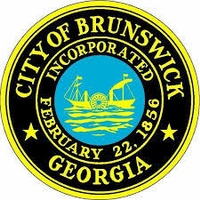 CITY OF BRUNSWICK
INCORPORATED
FEBRUARY 22, 1856
GEORGIA